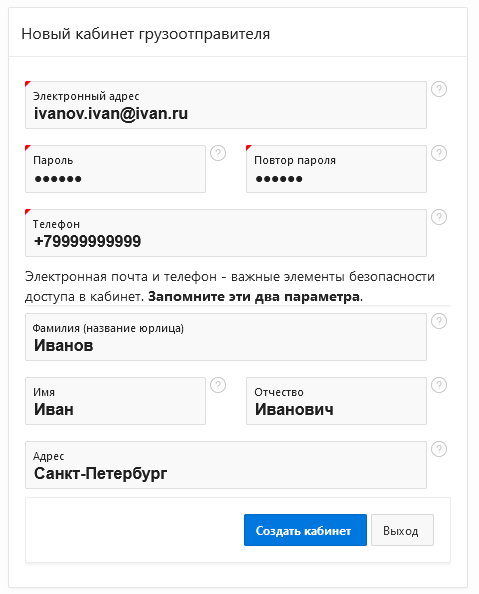 Новый кабинет грузоотправителя
Электронный адрес
ivanov.ivan@ivan.ru
Пароль
Повтор пароля
●●●●●●
●●●●●●
Телефон
+79999999999
Электронная почта и телефон - важные элементы безопасности
доступа в кабинет. Запомните эти два параметра.
Фамилия (название юрлица)
Иванов
Имя
Отчество
Иван
Иванович
Адрес
Санкт-Петербург
Создать кабинет
Выход